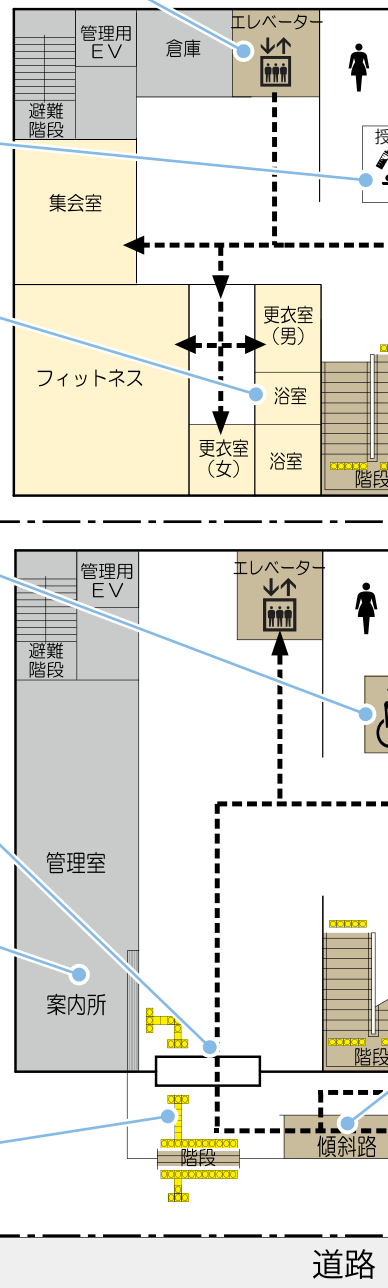 エレベーター
管理用
EV
倉庫
避難
階段
授
集会室
更衣室
(男)
フィットネス
浴室
更衣室
(女)
浴室
階段
エレベーター
管理用
EV
避難
階段
管理室
案内所
階段
階段
傾斜路
道路